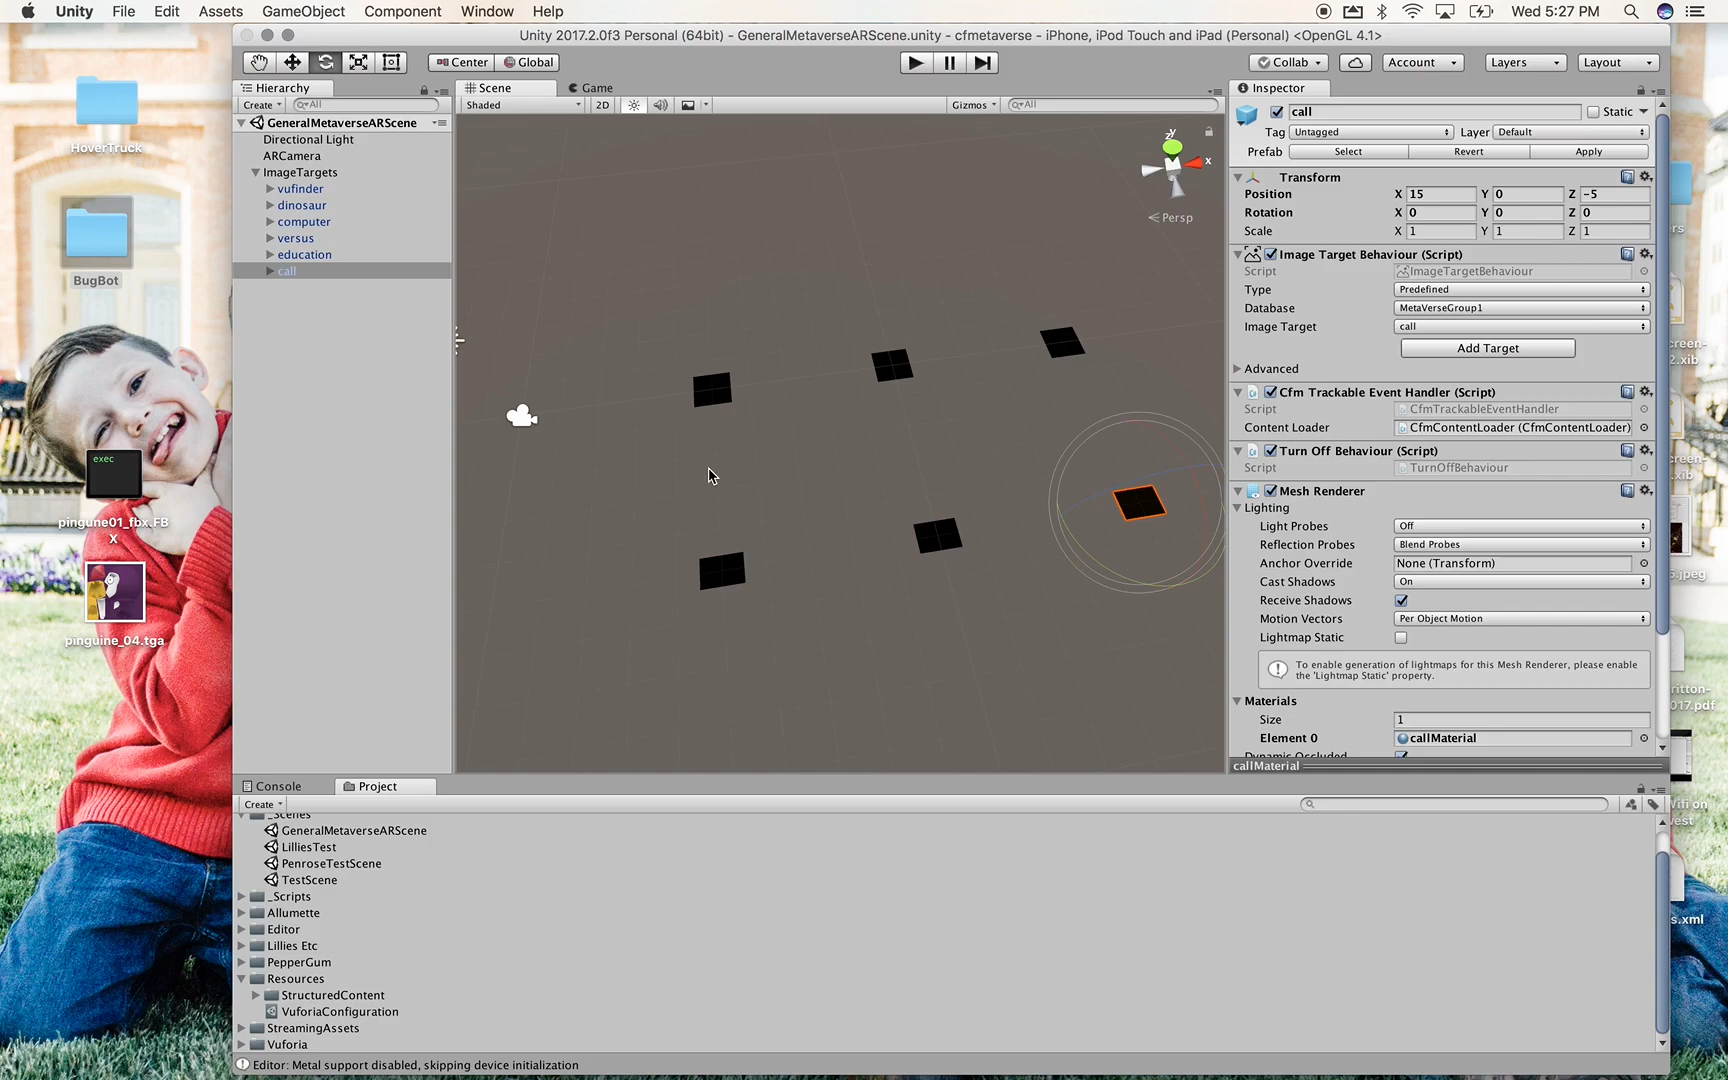 Unity File Edit Assets GameObject Component Window Help
Wed 5:27 PM
Unity 2017.2.0f3 Personal (64bit) - GeneralMetaverseARScene.unity - cfmetaverse - iPhone, iPod Touch and iPad (Personal) <OpenGL 4.1>
Center Global
Collab Account Layers Layout
Hierarchy
Create All
GeneralMetaverseARScene
Directional Light
ARCamera
ImageTargets
vufinder
dinosaur
computer
versus
education
call
Scene Game
Shaded 2D Gizmos All
y
x
Persp
Inspector
call Static
Tag Untagged Layer Default
Prefab Select Revert Apply
Transform
Position X 15 Y 0 Z -5
Rotation X 0 Y 0 Z 0
Scale X 1 Y 1 Z 1
Image Target Behaviour (Script)
Script ImageTargetBehaviour
Type Predefined
Database MetaVerseGroup1
Image Target call
Add Target
Advanced
Cfm Trackable Event Handler (Script)
Script CfmTrackableEventHandler
Content Loader CfmContentLoader (CfmContentLoader)
Turn Off Behaviour (Script)
Script TurnOffBehaviour
Mesh Renderer
Lighting
Light Probes Off
Reflection Probes Blend Probes
Anchor Override None (Transform)
Cast Shadows On
Receive Shadows
Motion Vectors Per Object Motion
Lightmap Static
To enable generation of lightmaps for this Mesh Renderer, please enable
the 'Lightmap Static' property.
Materials
Size 1
Element 0 callMaterial
Dynamic Occluded
callMaterial
Console Project
Create
_Scenes
GeneralMetaverseARScene
LilliesTest
PenroseTestScene
TestScene
_Scripts
Allumette
Editor
Lillies Etc
PepperGum
Resources
StructuredContent
VuforiaConfiguration
StreamingAssets
Vuforia
Editor: Metal support disabled, skipping device initialization
HoverTruck
BugBot
exec
pingune01_fbx.FB
X
pinguine_04.tga